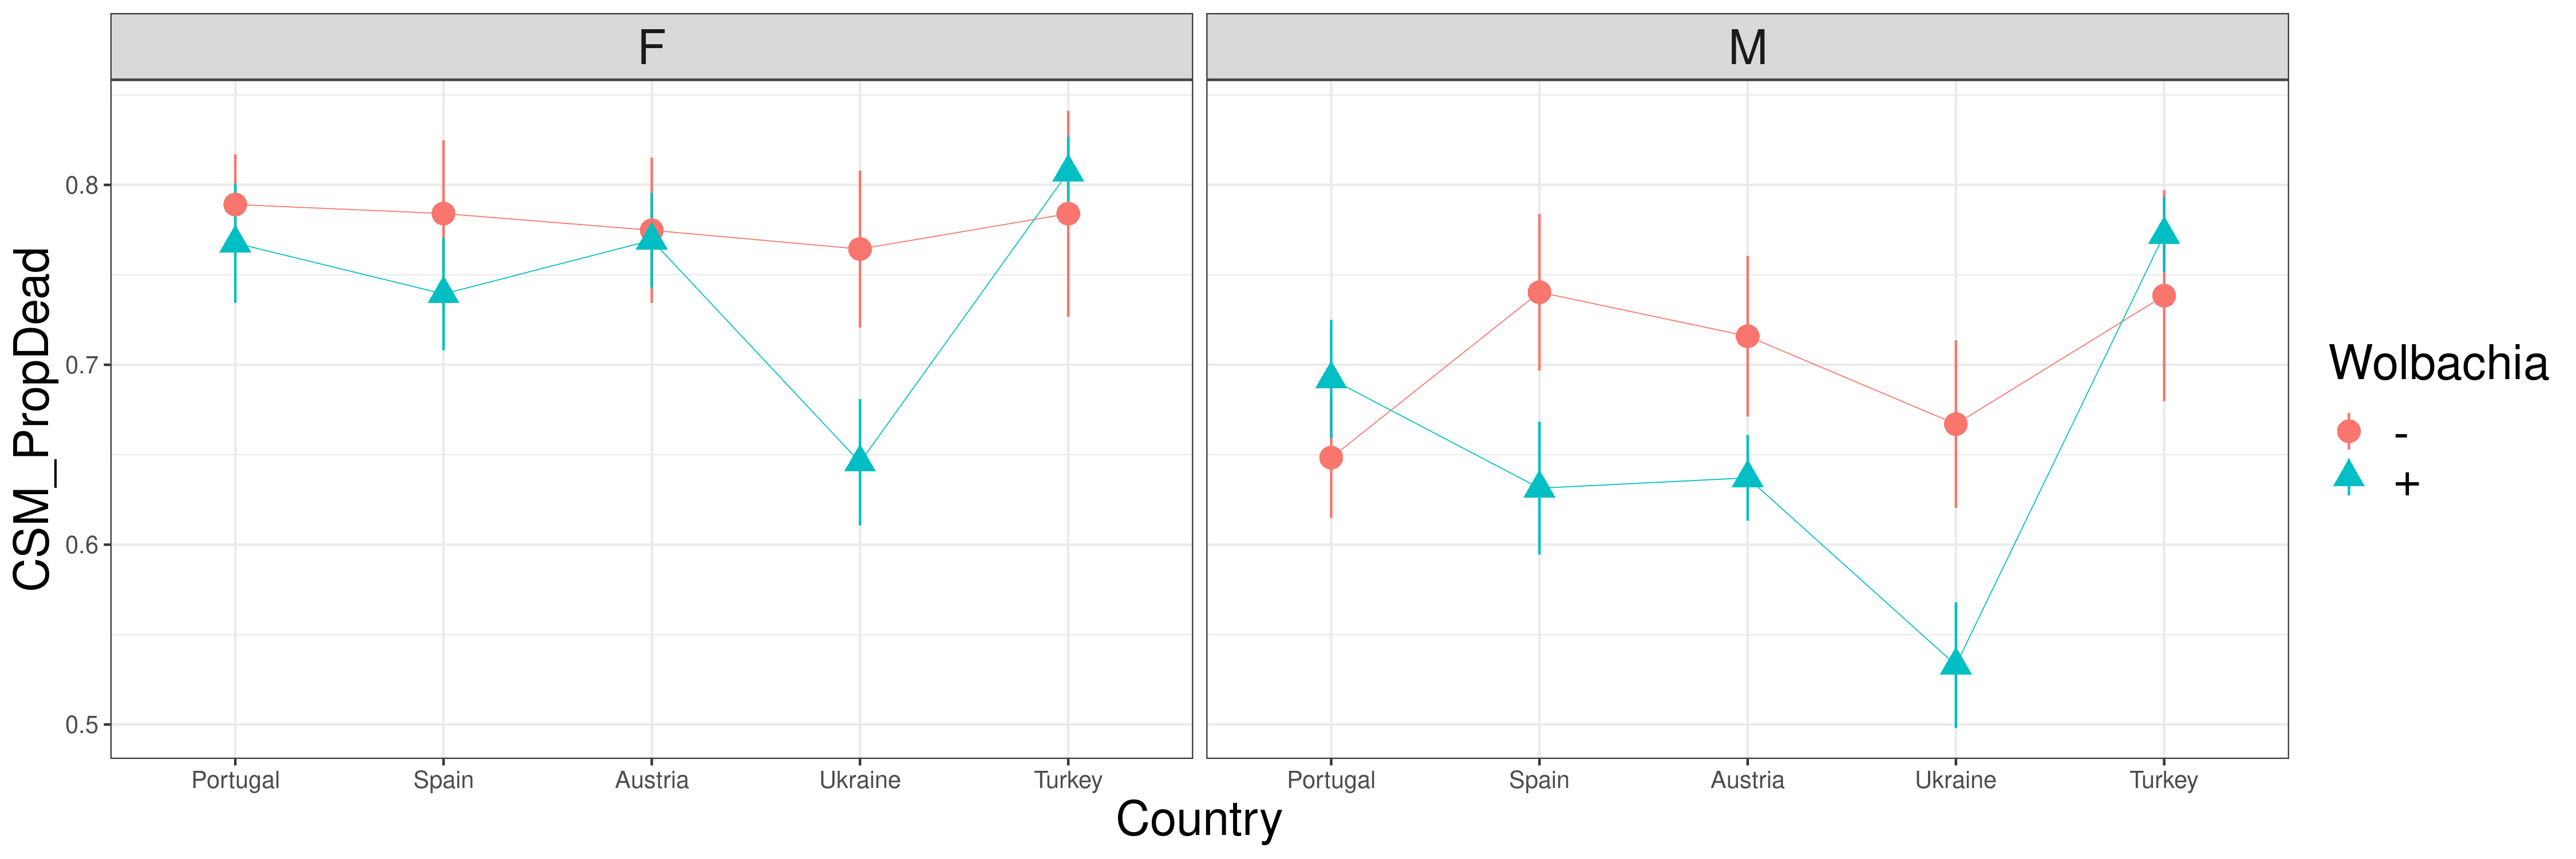 F
M
CSM_PropDead
0.8
0.7
0.6
0.5
Portugal Spain Austria Ukraine Turkey
Portugal Spain Austria Ukraine Turkey
Country
Wolbachia
-
+